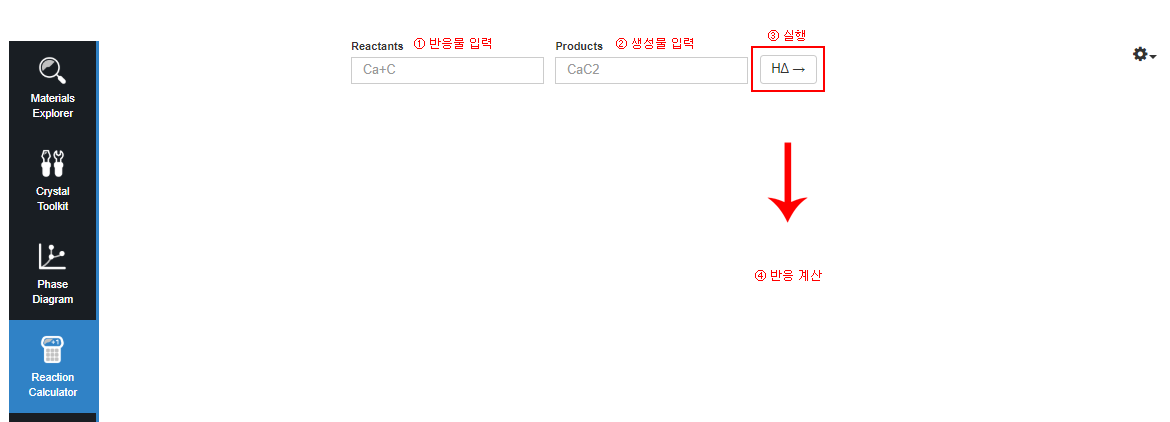 Materials
Explorer
Crystal
Toolkit
Phase
Diagram
Reaction
Calculator
Reactants ① 반응물 입력
Products ② 생성물 입력
③ 실행
Ca+C
CaC2
HΔ →
④ 반응 계산